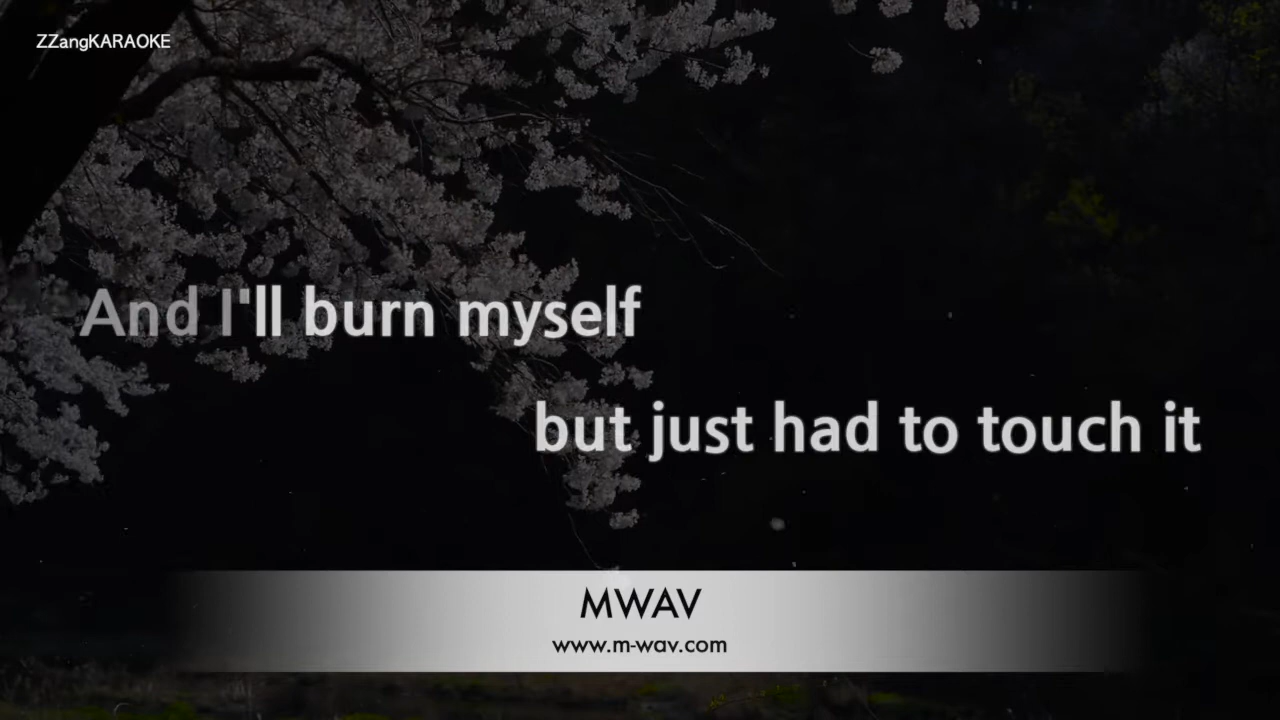 ZZangKARAOKE
And I'll burn myself
but just had to touch it
MWAV
www.m-wav.com